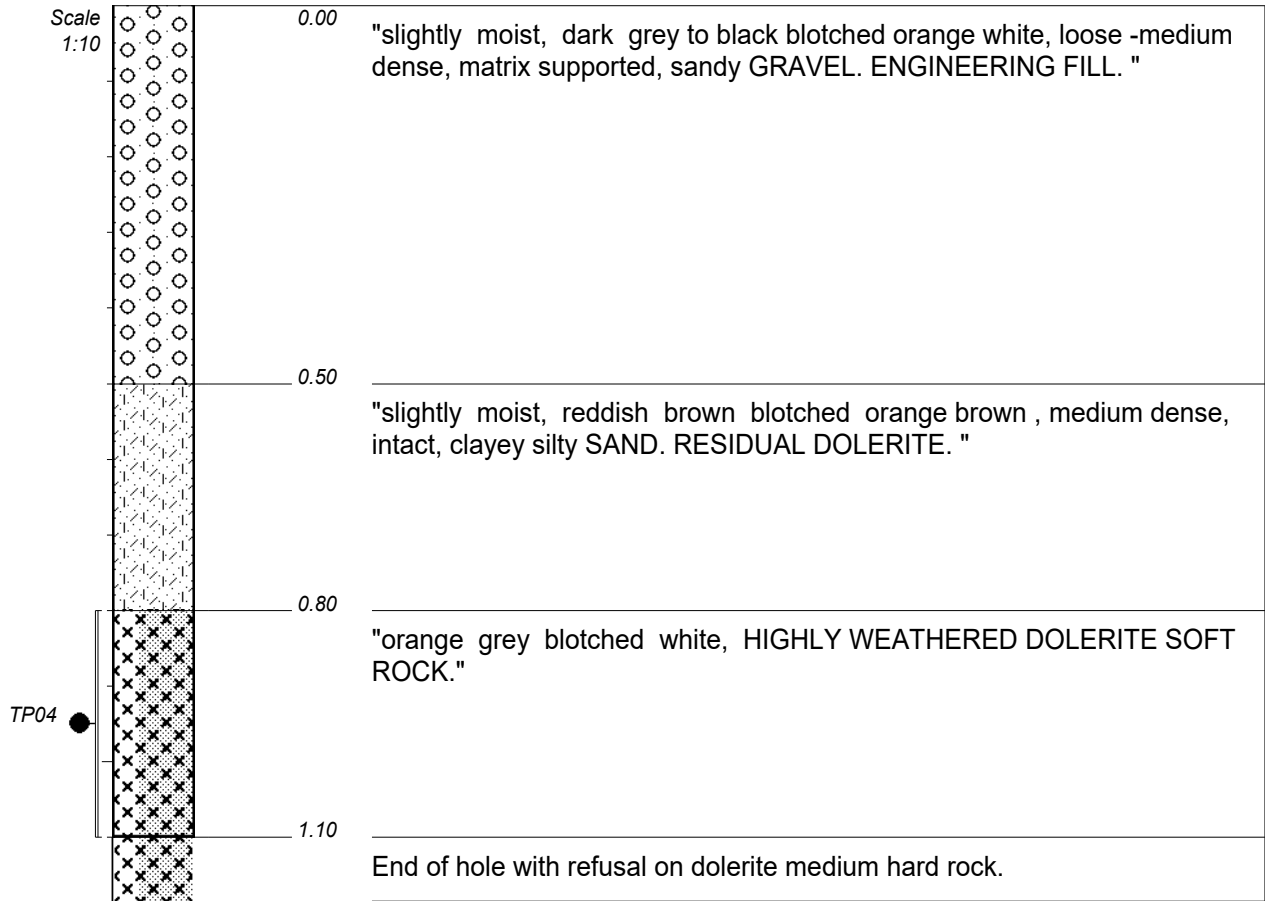 Scale
1:10
0.00
"slightly moist, dark grey to black blotched orange white, loose -medium
dense, matrix supported, sandy GRAVEL. ENGINEERING FILL. "
0.50
"slightly moist, reddish brown blotched orange brown , medium dense,
intact, clayey silty SAND. RESIDUAL DOLERITE. "
0.80
"orange grey blotched white, HIGHLY WEATHERED DOLERITE SOFT
ROCK."
TP04
1.10
End of hole with refusal on dolerite medium hard rock.